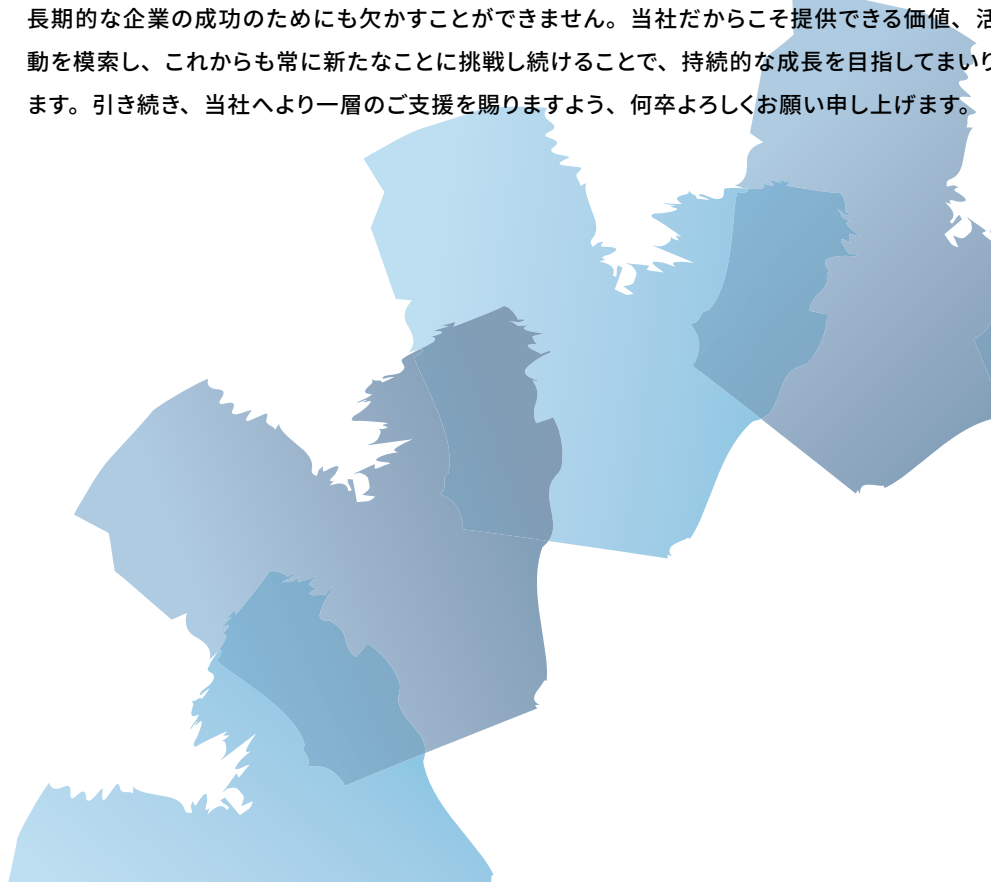 長期的な企業の成功のためにも欠かすことができません。当社だからこそ提供できる価値、活
動を模索し、これからも常に新たなことに挑戦し続けることで、持続的な成長を目指してまいり
ます。引き続き、当社へより一層のご支援を賜りますよう、何卒よろしくお願い申し上げます。